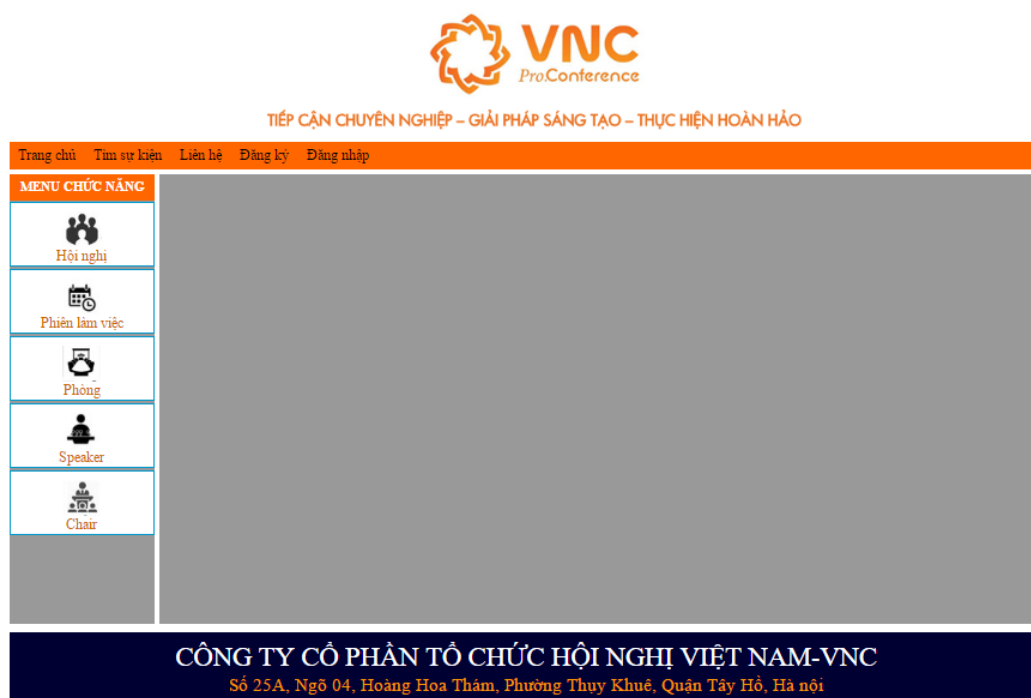 VNC
Pro.Conference
TIẾP CẬN CHUYÊN NGHIỆP – GIẢI PHÁP SÁNG TẠO – THỰC HIỆN HOÀN HẢO
Trang chủ Tìm sự kiện Liên hệ Đăng ký Đăng nhập
MENU CHỨC NĂNG
Hội nghị
Phiên làm việc
Phòng
Speaker
Chair
CÔNG TY CỔ PHẦN TỔ CHỨC HỘI NGHỊ VIỆT NAM-VNC
Số 25A, Ngõ 04, Hoàng Hoa Thám, Phường Thụy Khuê, Quận Tây Hồ, Hà nội